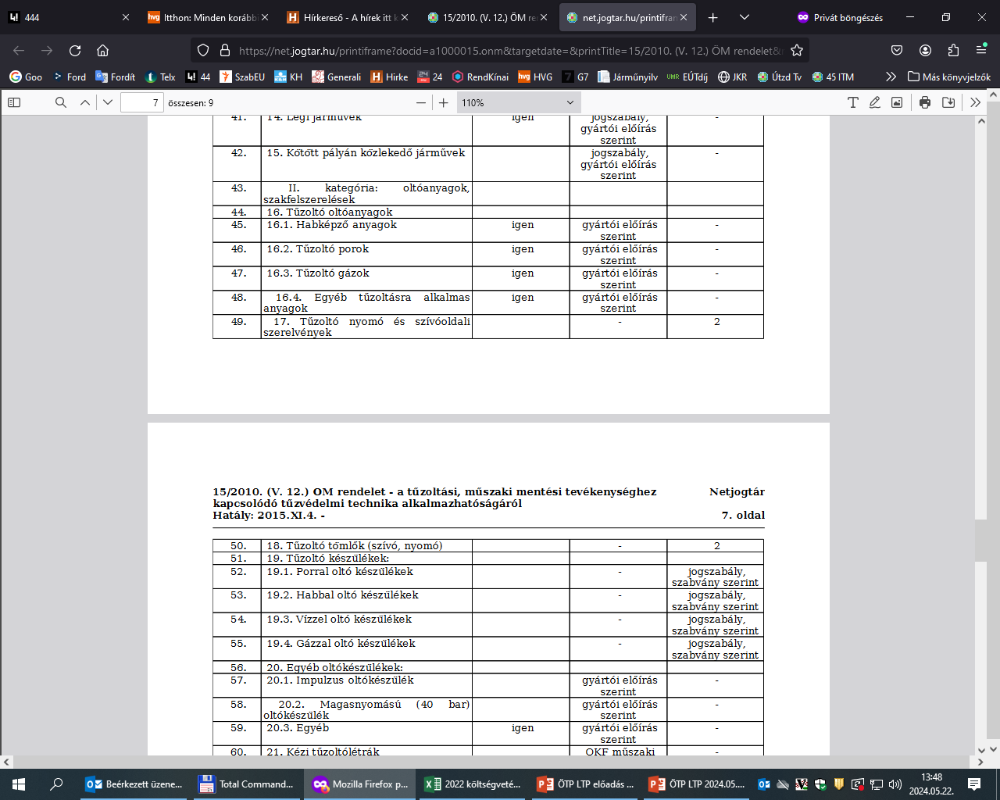 444
Itthon: Minden korábbi
Hírkereső - A hírek itt k
15/2010. (V. 12.) ÖM re
net.jogtar.hu/printifram
Privát böngészés
https://net.jogtar.hu/printiframe?docid=a1000015.onm&targetdate=&printTitle=15/2010. (V. 12.) ÖM rendelet&
Goo
Ford
Fordít
Telx
44
SzabEU
KH
Generali
Hirke
24
RendKínai
HVG
G7
Járműnyilv
EÚTdíj
JKR
Útzd Tv
45 ITM
Más könyvjelzők
7 összesen: 9
110%
41. 14. Légi járművek igen jogszabály, -
gyártói előírás
szerint
42. 15. Kötött pályán közlekedő járművek jogszabály, -
gyártói előírás
szerint
43. II. kategória: oltóanyagok,
szakfelszerelések
44. 16. Tűzoltó oltóanyagok
45. 16.1. Habképző anyagok igen gyártói előírás -
szerint
46. 16.2. Tűzoltó porok igen gyártói előírás -
szerint
47. 16.3. Tűzoltó gázok igen gyártói előírás -
szerint
48. 16.4. Egyéb tűzoltásra alkalmas igen gyártói előírás -
anyagok szerint
49. 17. Tűzoltó nyomó és szívóoldali - 2
szerelvények
15/2010. (V. 12.) ÖM rendelet - a tűzoltási, műszaki mentési tevékenységhez Netjogtár
kapcsolódó tűzvédelmi technika alkalmazhatóságáról
Hatály: 2015.XI.4. - 7. oldal
50. 18. Tűzoltó tömlők (szívó, nyomó) - 2
51. 19. Tűzoltó készülékek:
52. 19.1. Porral oltó készülékek - jogszabály,
szabvány szerint
53. 19.2. Habbal oltó készülékek - jogszabály,
szabvány szerint
54. 19.3. Vízzel oltó készülékek - jogszabály,
szabvány szerint
55. 19.4. Gázzal oltó készülékek - jogszabály,
szabvány szerint
56. 20. Egyéb oltókészülékek:
57. 20.1. Impulzus oltókészülék gyártói előírás -
szerint
58. 20.2. Magasnyomású (40 bar) gyártói előírás -
oltókészülék szerint
59. 20.3. Egyéb igen gyártói előírás -
szerint
60. 21. Kézi tűzoltólétrák OKF műszaki -
Beérkezett üzene...
Total Command...
Mozilla Firefox p...
2022 költségveté...
ÖTP LTP előadás ...
ÖTP LTP 2024.05....
13:48
2024.05.22.